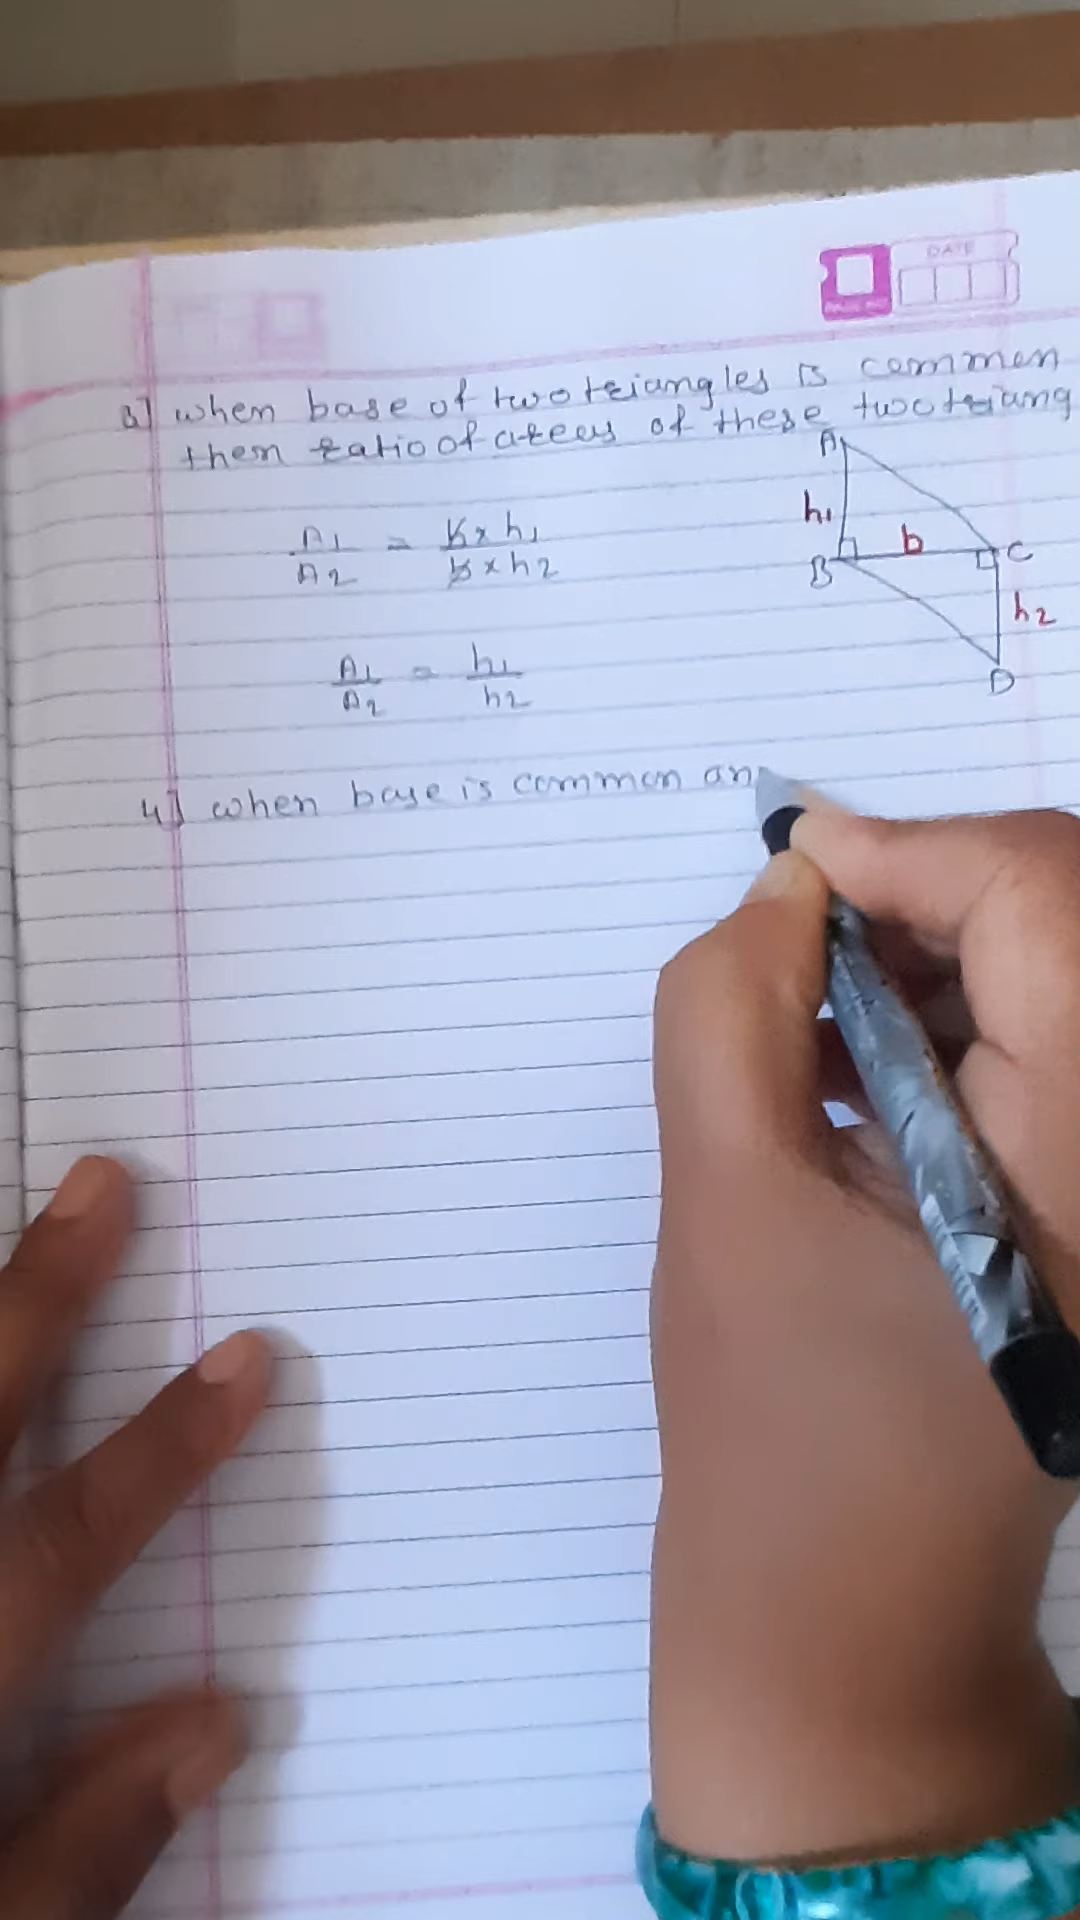 DATE
3] when base of two triangles is common
then ratio of areas of these two triang
A
h1
b
B
C
h2
D
A1/A2 = b x h1/b x h2
A1/A2 = h1/h2
4] when base is common an